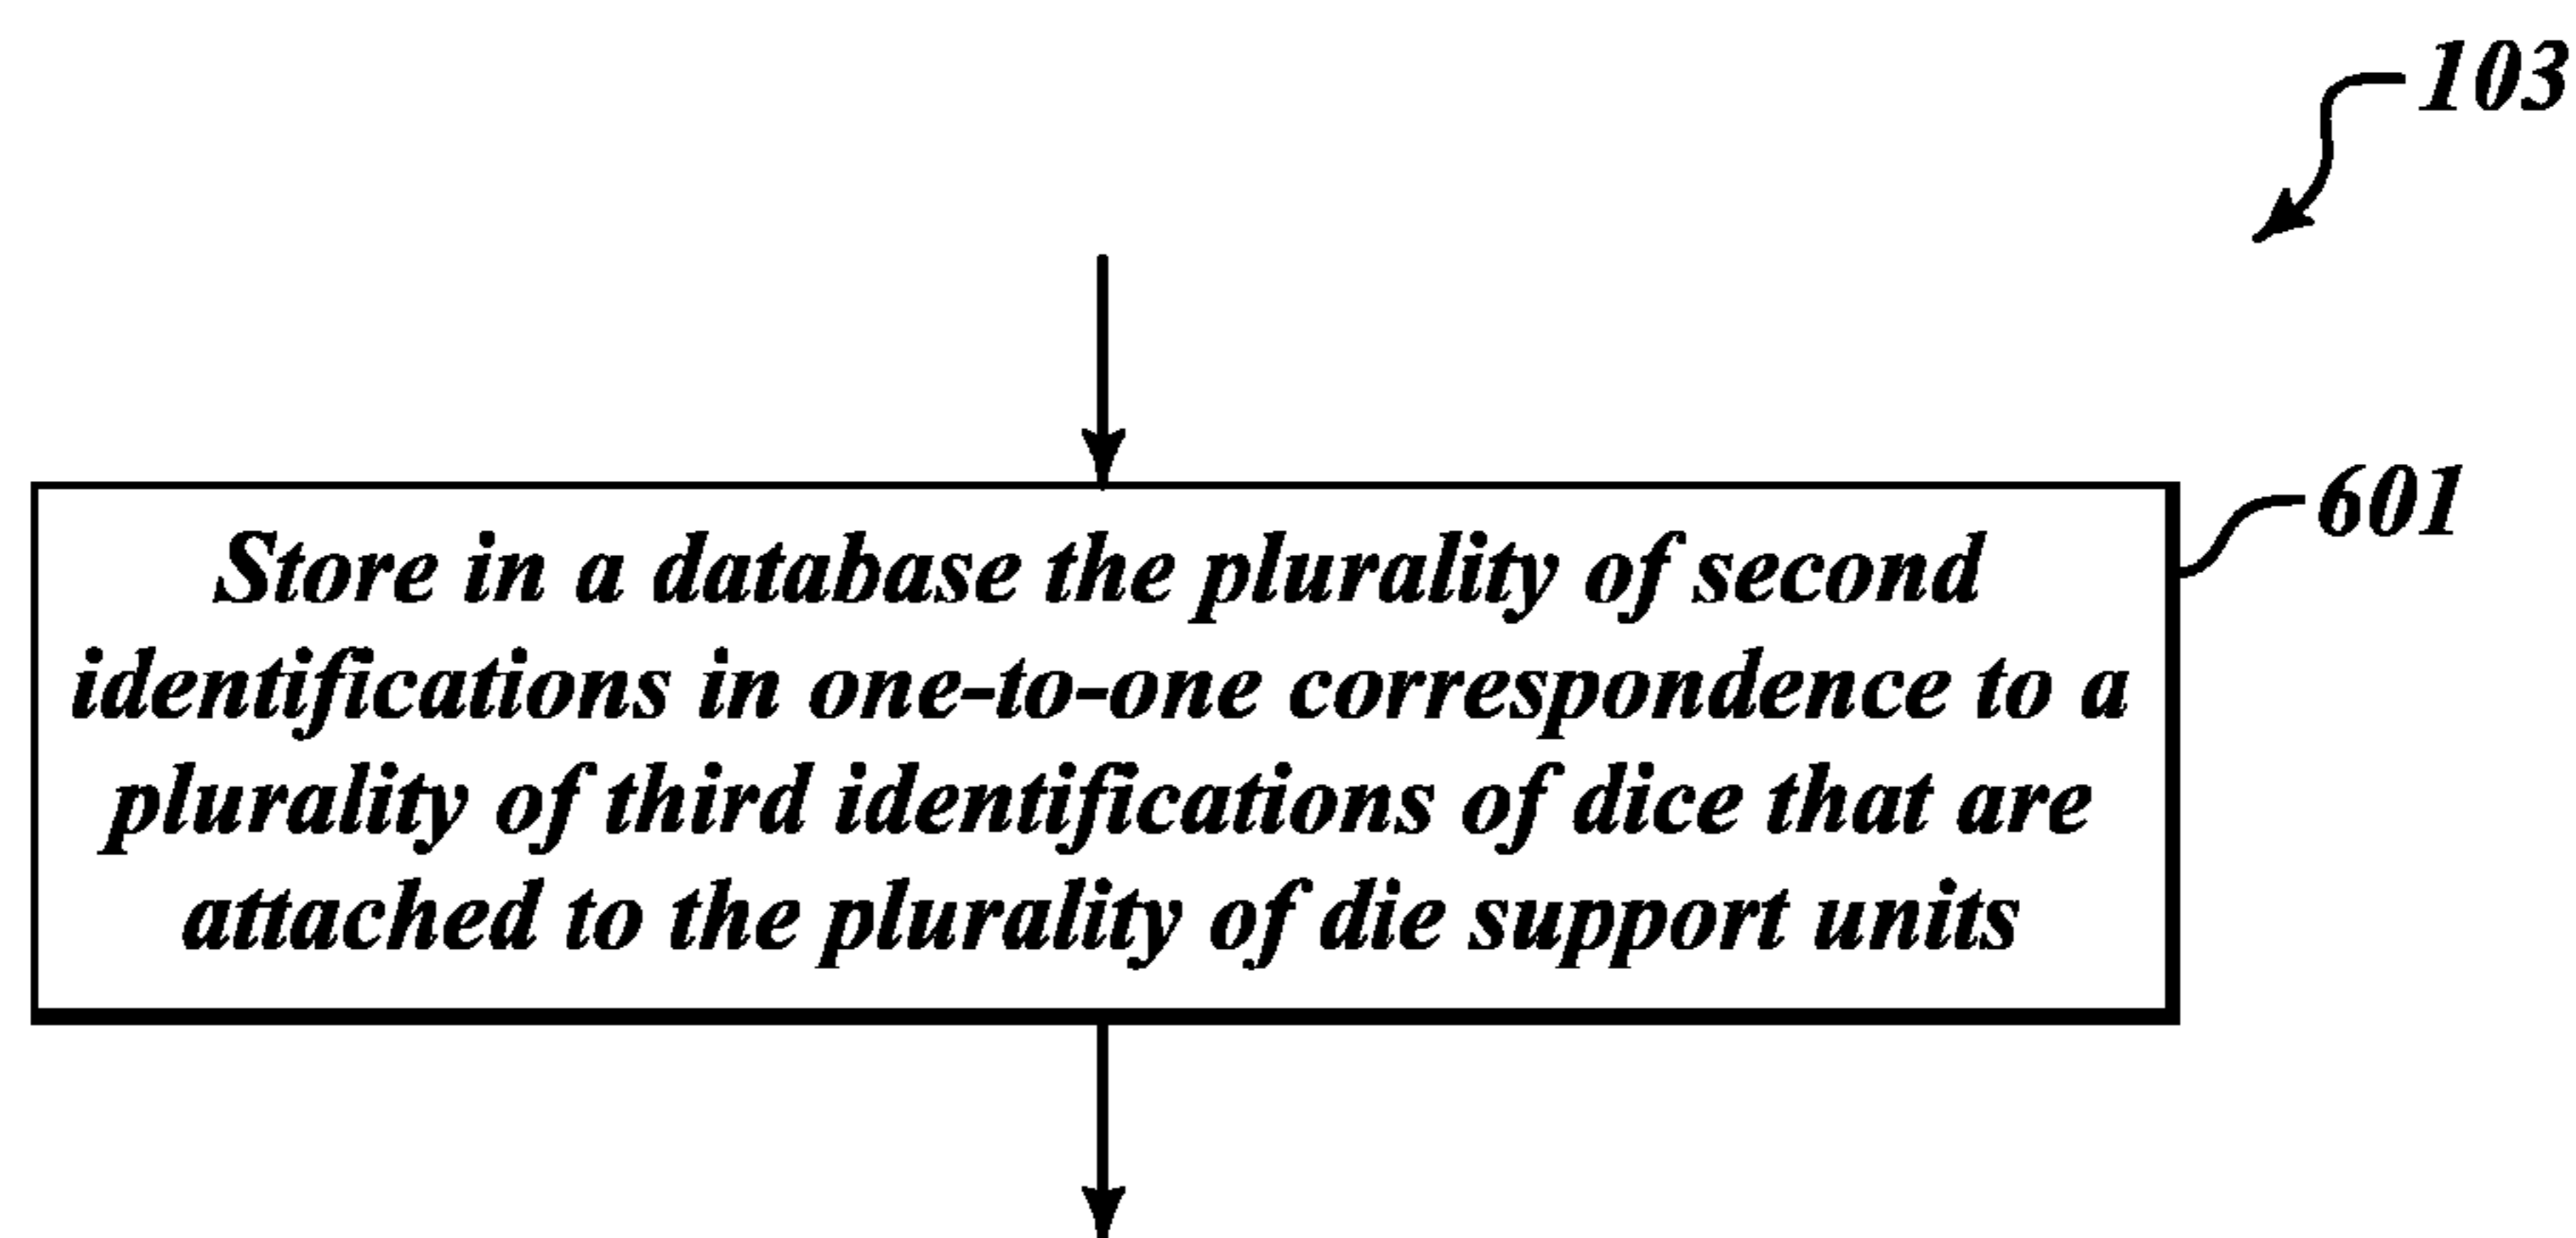 103
601
Store in a database the plurality of second
identifications in one-to-one correspondence to a
plurality of third identifications of dice that are
attached to the plurality of die support units